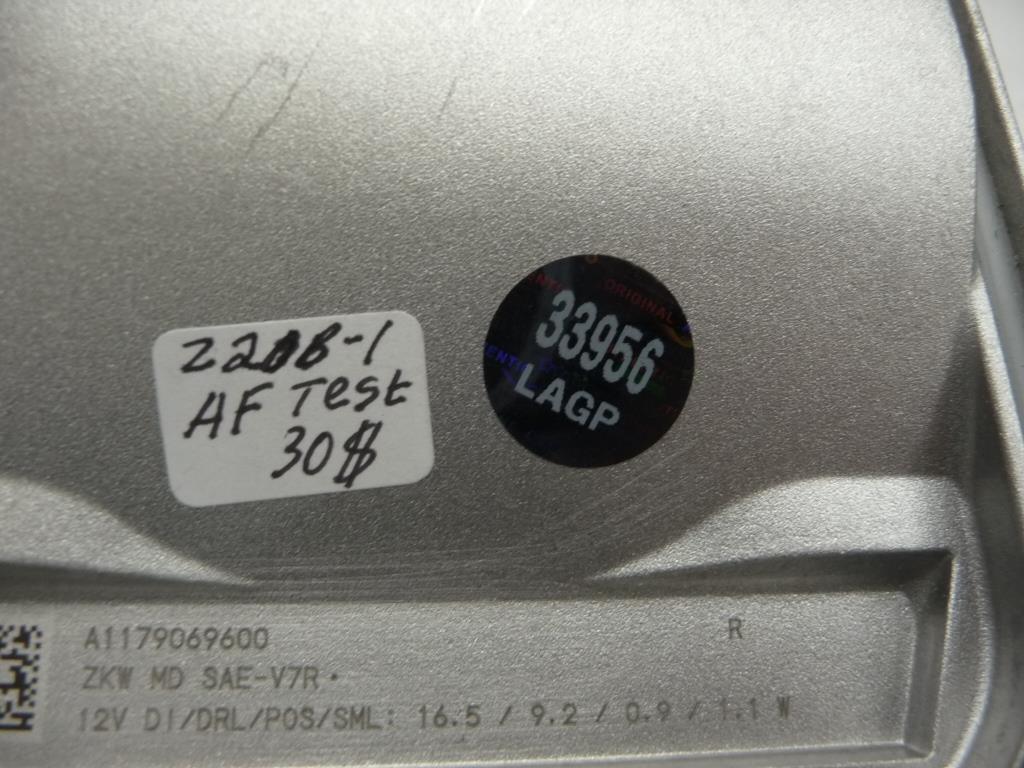 AF Test
30$
ORIGINAL
33956
LAGP
A1179069600
R
ZKW MD SAE-V7R·
12V DI/DRL/POS/SML: 16.5 / 9.2 / 0.9 / 1.1 W